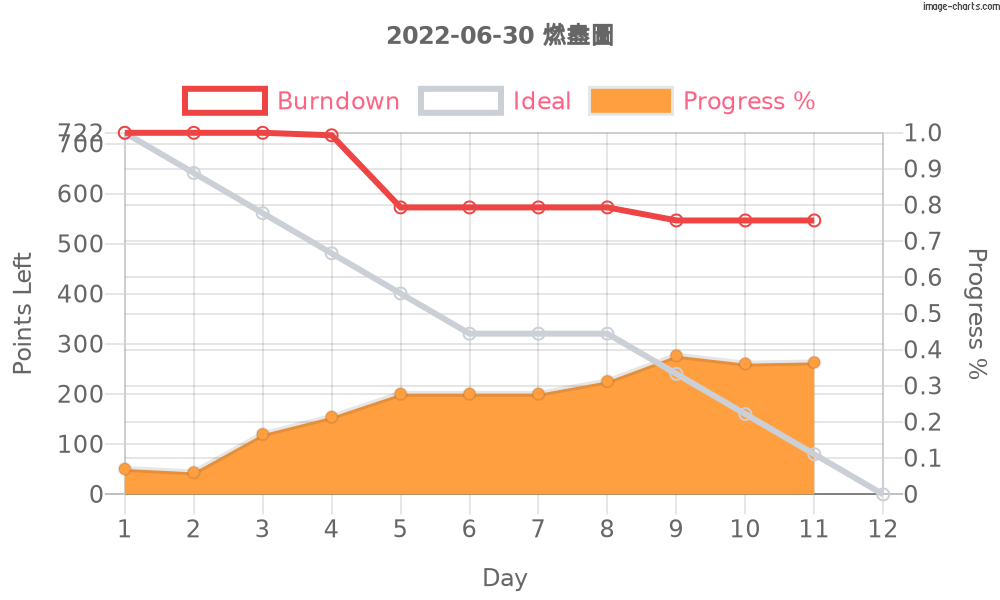 image-charts.com
2022-06-30 燃盡圖
Burndown Ideal Progress %
722 1.0
700
0.9
600 0.8
500 0.7
0.6
400 0.5
300 0.4
0.3
200 0.2
100 0.1
0 0
Points Left
Progress %
1 2 3 4 5 6 7 8 9 10 11 12
Day